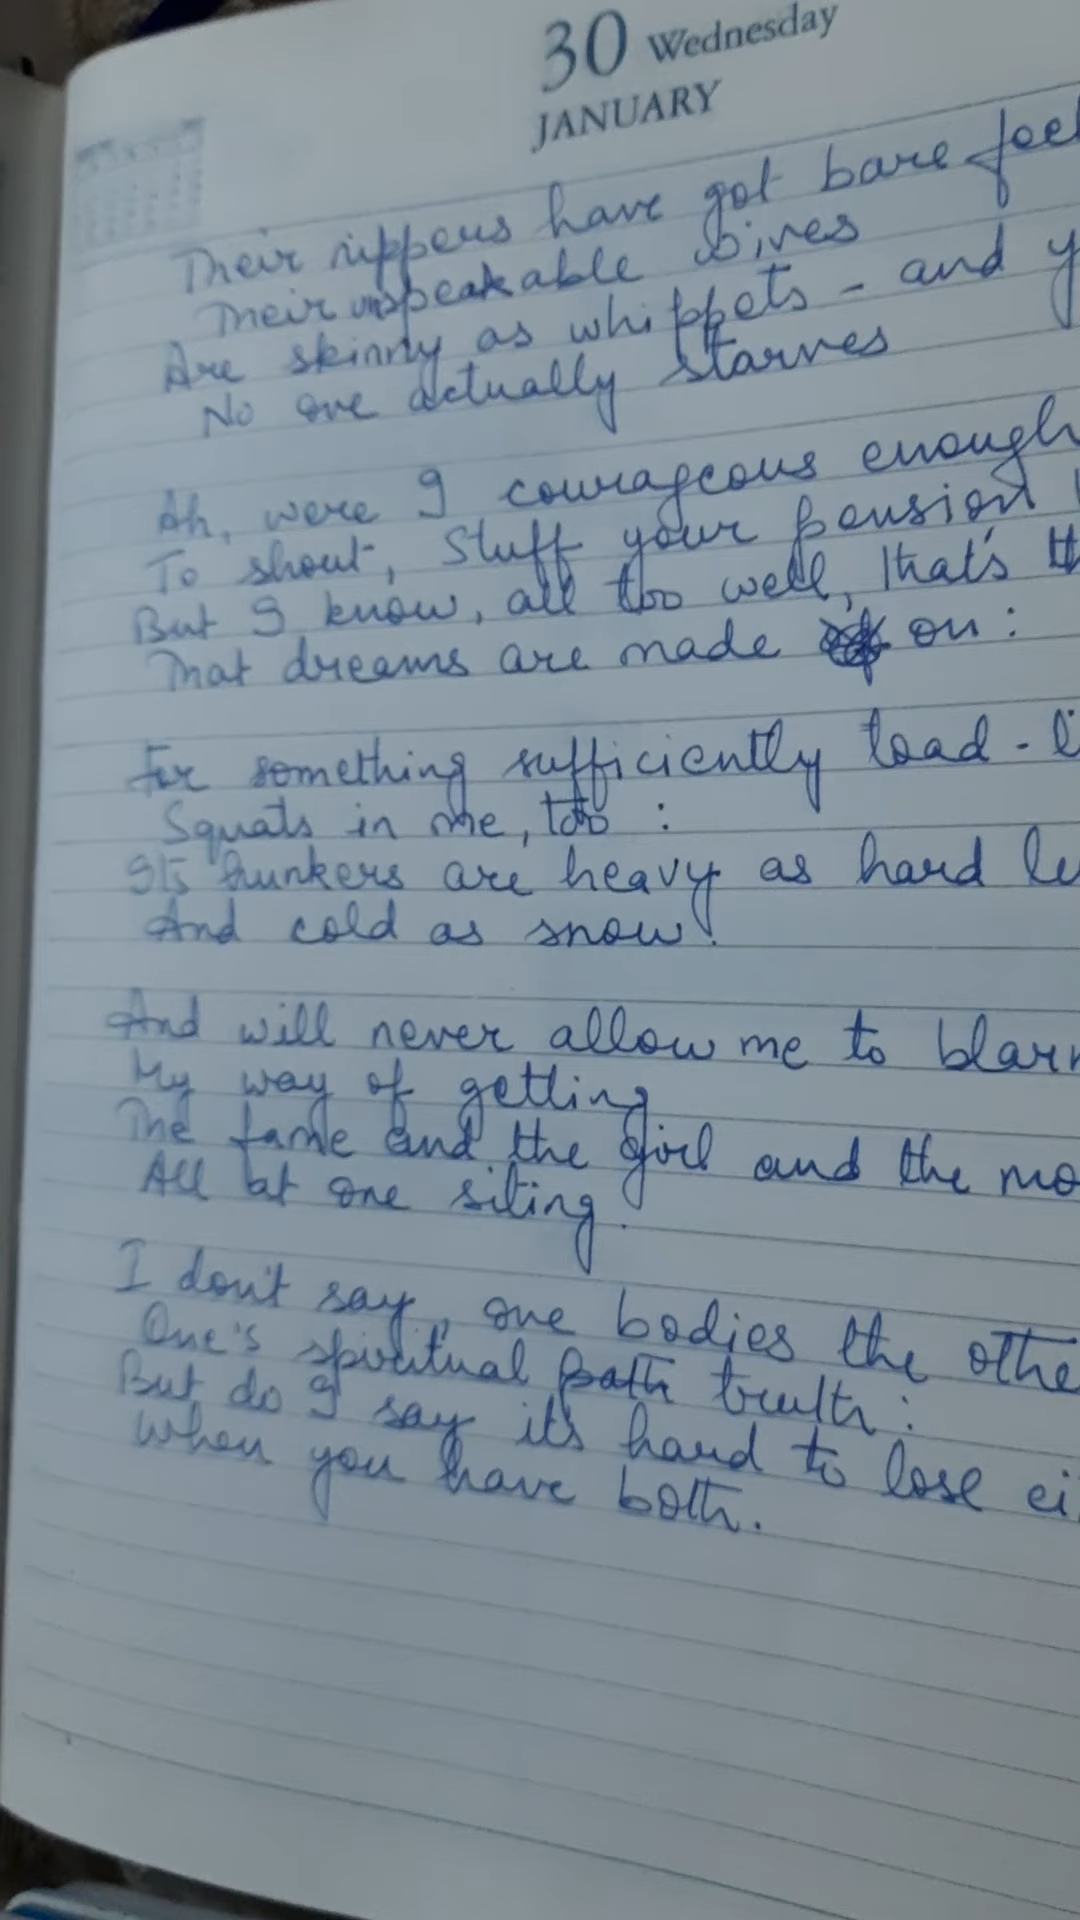 30 Wednesday
JANUARY
Their nippers have got bare feet
Their unspeakable wives
Are skinny as whippets - and y
No one actually starves
Ah, were I courageous enough
To shout, Stuff your pension
But I know, all too well, that's th
That dreams are made on:
For something sufficiently toad - li
Squats in me, too:
Its hunkers are heavy as hard lu
And cold as snow.
And will never allow me to blarn
My way of getting
The fame and the girl and the mo
All at one siting.
I don't say, one bodies the othe
One's spiritual path truth:
But do I say it's hard to lose ei
When you have both.